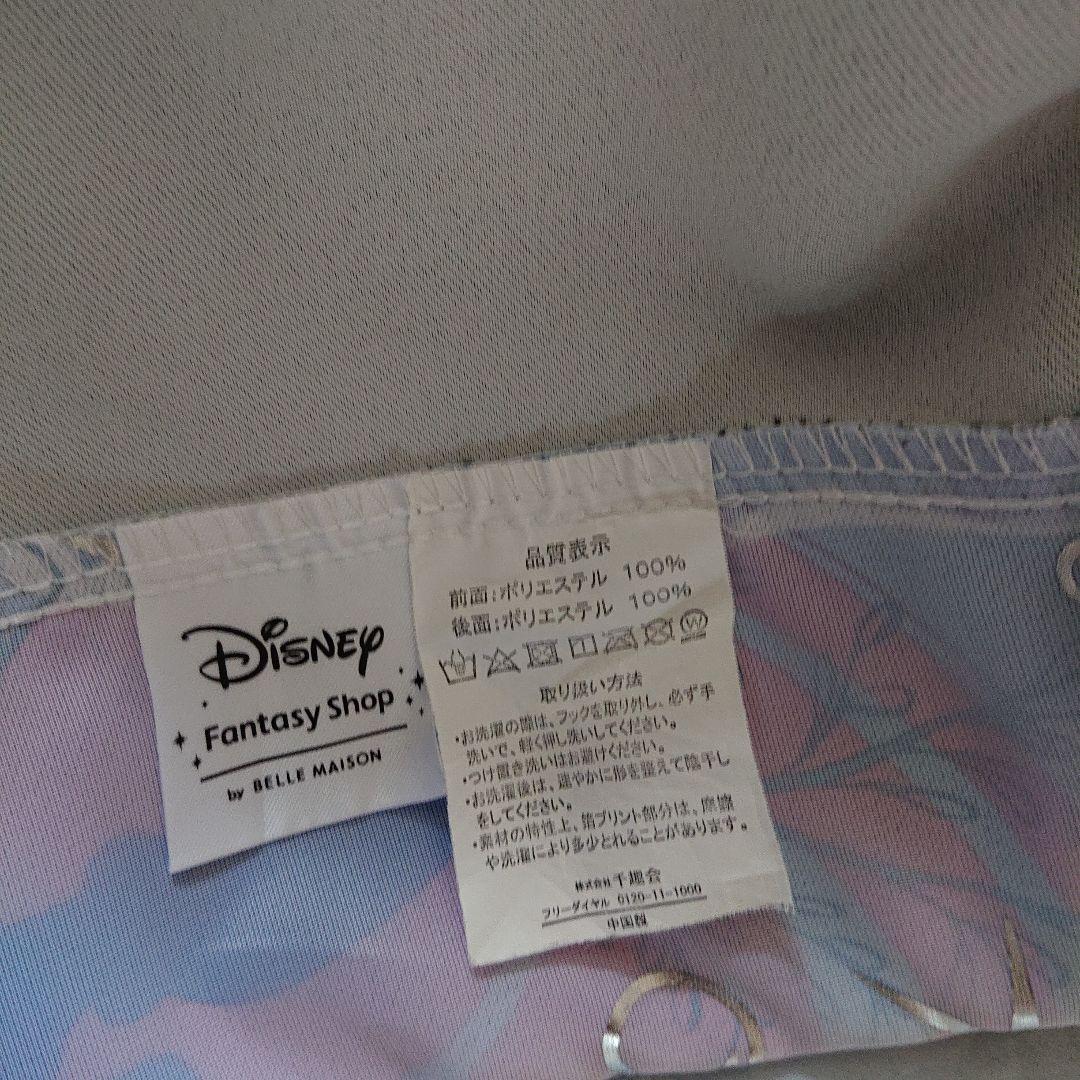 Disney
Fantasy Shop
by BELLE MAISON
品質表示
前面:ポリエステル 100%
後面:ポリエステル 100%
取り扱い方法
・お洗濯の際は、フックを取り外し、必ず手
洗いで、軽く押し洗いしてください。
・つけ置き洗いはお避けください。
・お洗濯後は、速やかに形を整えて陰干し
をしてください。
・素材の特性上、箔プリント部分は、摩擦
や洗濯により多少とれることがあります。
株式会社 千趣会
フリーダイヤル 0120-11-1000
中国製